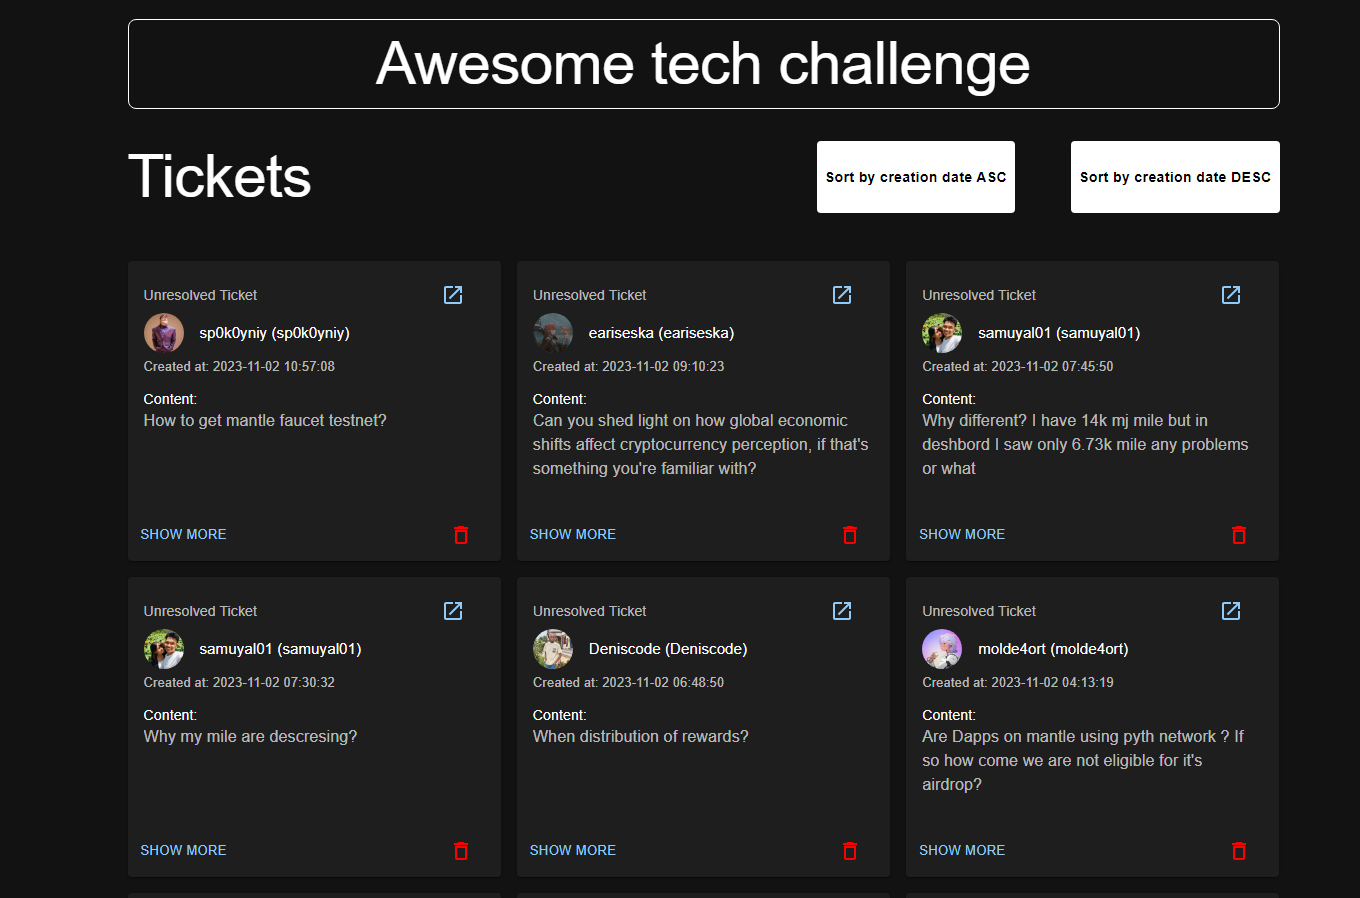 Awesome tech challenge
Tickets
Sort by creation date ASC
Sort by creation date DESC
Unresolved Ticket
sp0k0yniy (sp0k0yniy)
Created at: 2023-11-02 10:57:08
Content:
How to get mantle faucet testnet?
SHOW MORE
Unresolved Ticket
eariseska (eariseska)
Created at: 2023-11-02 09:10:23
Content:
Can you shed light on how global economic
shifts affect cryptocurrency perception, if that's
something you're familiar with?
SHOW MORE
Unresolved Ticket
samuyal01 (samuyal01)
Created at: 2023-11-02 07:45:50
Content:
Why different? I have 14k mj mile but in
deshbord I saw only 6.73k mile any problems
or what
SHOW MORE
Unresolved Ticket
samuyal01 (samuyal01)
Created at: 2023-11-02 07:30:32
Content:
Why my mile are descresing?
SHOW MORE
Unresolved Ticket
Deniscode (Deniscode)
Created at: 2023-11-02 06:48:50
Content:
When distribution of rewards?
SHOW MORE
Unresolved Ticket
molde4ort (molde4ort)
Created at: 2023-11-02 04:13:19
Content:
Are Dapps on mantle using pyth network ? If
so how come we are not eligible for it's
airdrop?
SHOW MORE